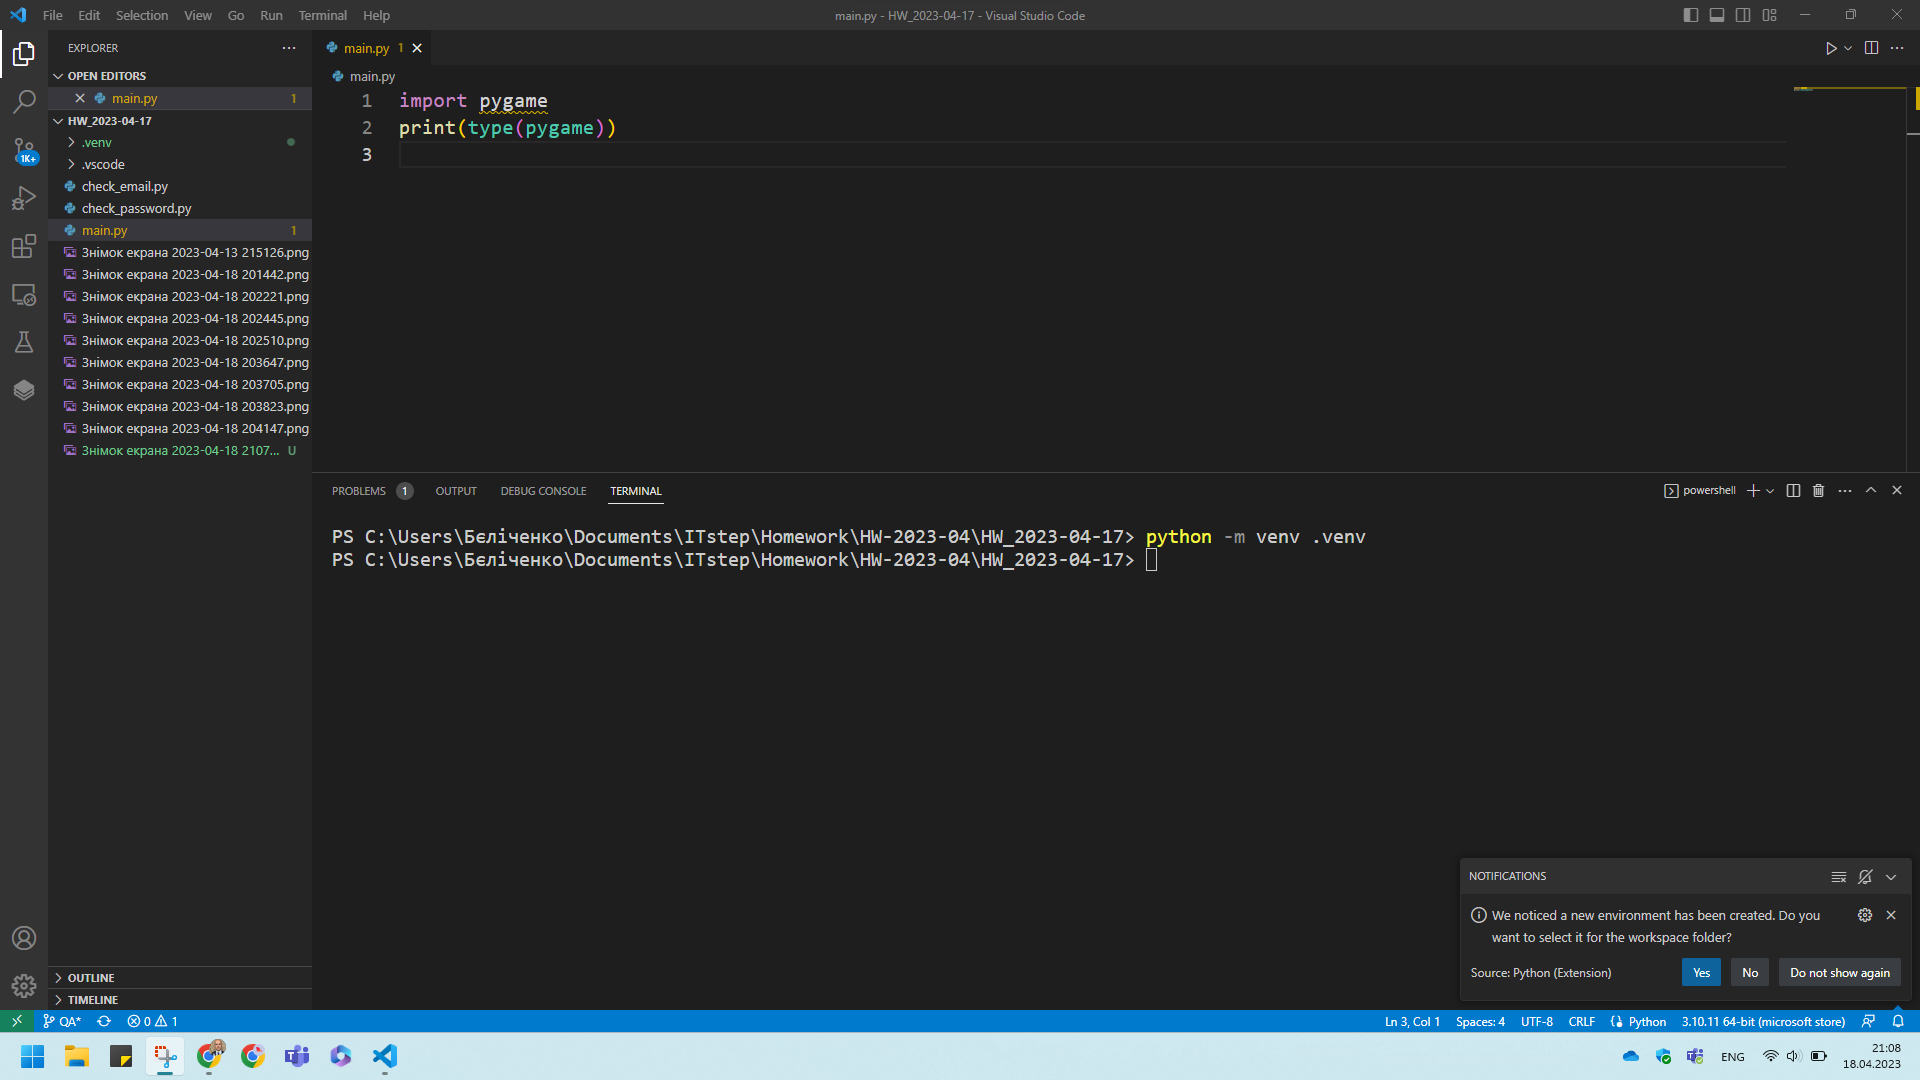 File Edit Selection View Go Run Terminal Help
main.py - HW_2023-04-17 - Visual Studio Code
EXPLORER
OPEN EDITORS
main.py 1
HW_2023-04-17
.venv
.vscode
check_email.py
check_password.py
main.py 1
Знімок екрана 2023-04-13 215126.png
Знімок екрана 2023-04-18 201442.png
Знімок екрана 2023-04-18 202221.png
Знімок екрана 2023-04-18 202445.png
Знімок екрана 2023-04-18 202510.png
Знімок екрана 2023-04-18 203647.png
Знімок екрана 2023-04-18 203705.png
Знімок екрана 2023-04-18 203823.png
Знімок екрана 2023-04-18 204147.png
Знімок екрана 2023-04-18 2107... U
1K+
OUTLINE
TIMELINE
main.py 1
main.py
1 import pygame
2 print(type(pygame))
3
PROBLEMS 1 OUTPUT DEBUG CONSOLE TERMINAL
powershell
PS C:\Users\Бєліченко\Documents\ITstep\Homework\HW-2023-04\HW_2023-04-17> python -m venv .venv
PS C:\Users\Бєліченко\Documents\ITstep\Homework\HW-2023-04\HW_2023-04-17>
NOTIFICATIONS
We noticed a new environment has been created. Do you
want to select it for the workspace folder?
Source: Python (Extension)
Yes No Do not show again
QA* 0 1
Ln 3, Col 1 Spaces: 4 UTF-8 CRLF Python 3.10.11 64-bit (microsoft store)
ENG
21:08
18.04.2023